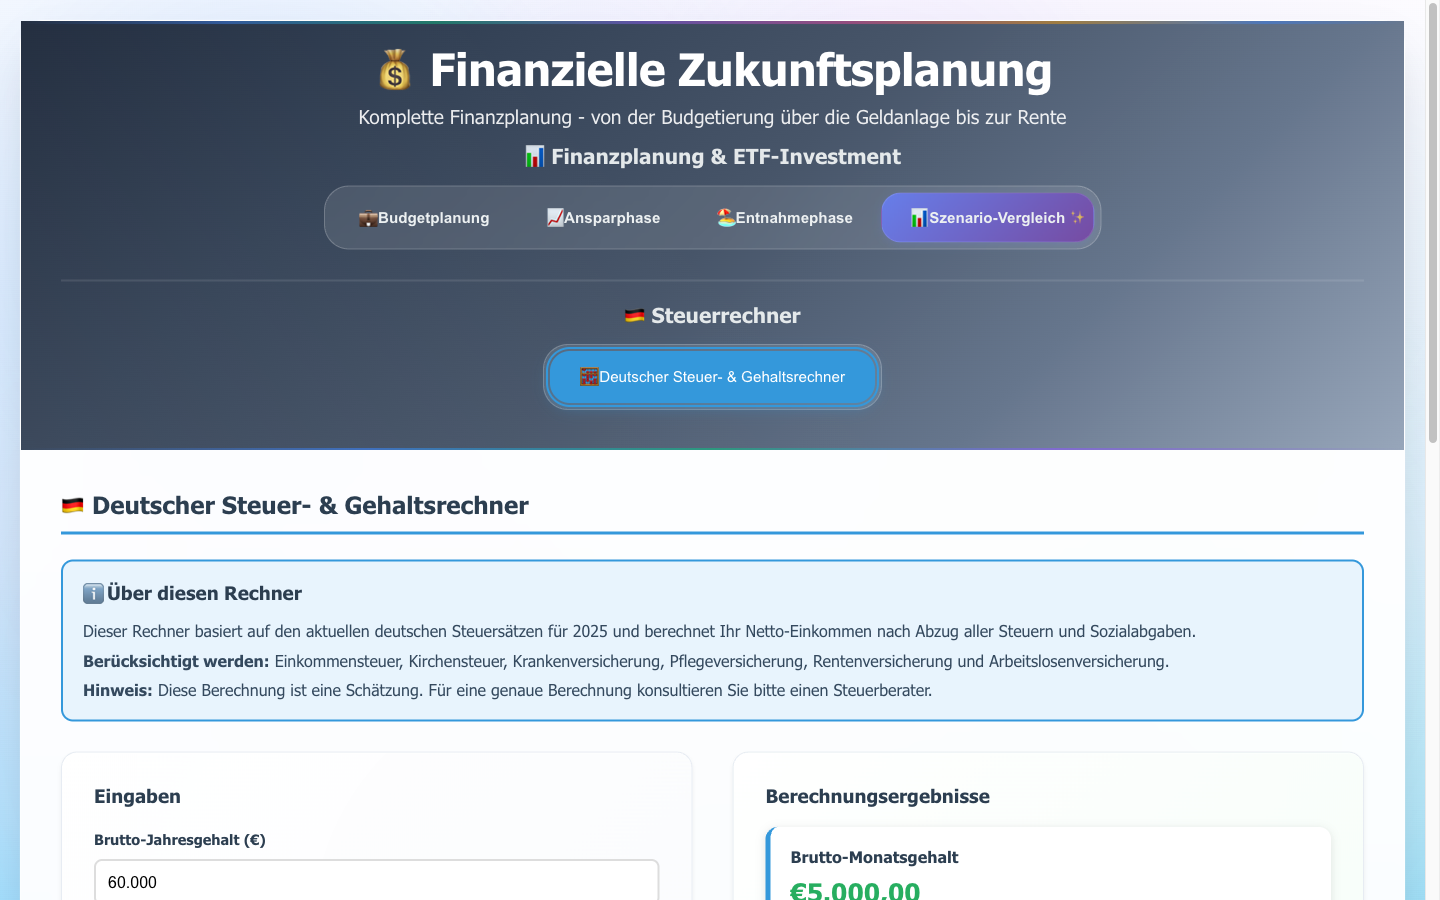 Finanzielle Zukunftsplanung
Komplette Finanzplanung - von der Budgetierung über die Geldanlage bis zur Rente
Finanzplanung & ETF-Investment
Budgetplanung
Ansparphase
Entnahmephase
Szenario-Vergleich
Steuerrechner
Deutscher Steuer- & Gehaltsrechner
Deutscher Steuer- & Gehaltsrechner
Über diesen Rechner
Dieser Rechner basiert auf den aktuellen deutschen Steuersätzen für 2025 und berechnet Ihr Netto-Einkommen nach Abzug aller Steuern und Sozialabgaben.
Berücksichtigt werden: Einkommensteuer, Kirchensteuer, Krankenversicherung, Pflegeversicherung, Rentenversicherung und Arbeitslosenversicherung.
Hinweis: Diese Berechnung ist eine Schätzung. Für eine genaue Berechnung konsultieren Sie bitte einen Steuerberater.
Eingaben
Brutto-Jahresgehalt (€)
60.000
Berechnungsergebnisse
Brutto-Monatsgehalt
€5.000,00